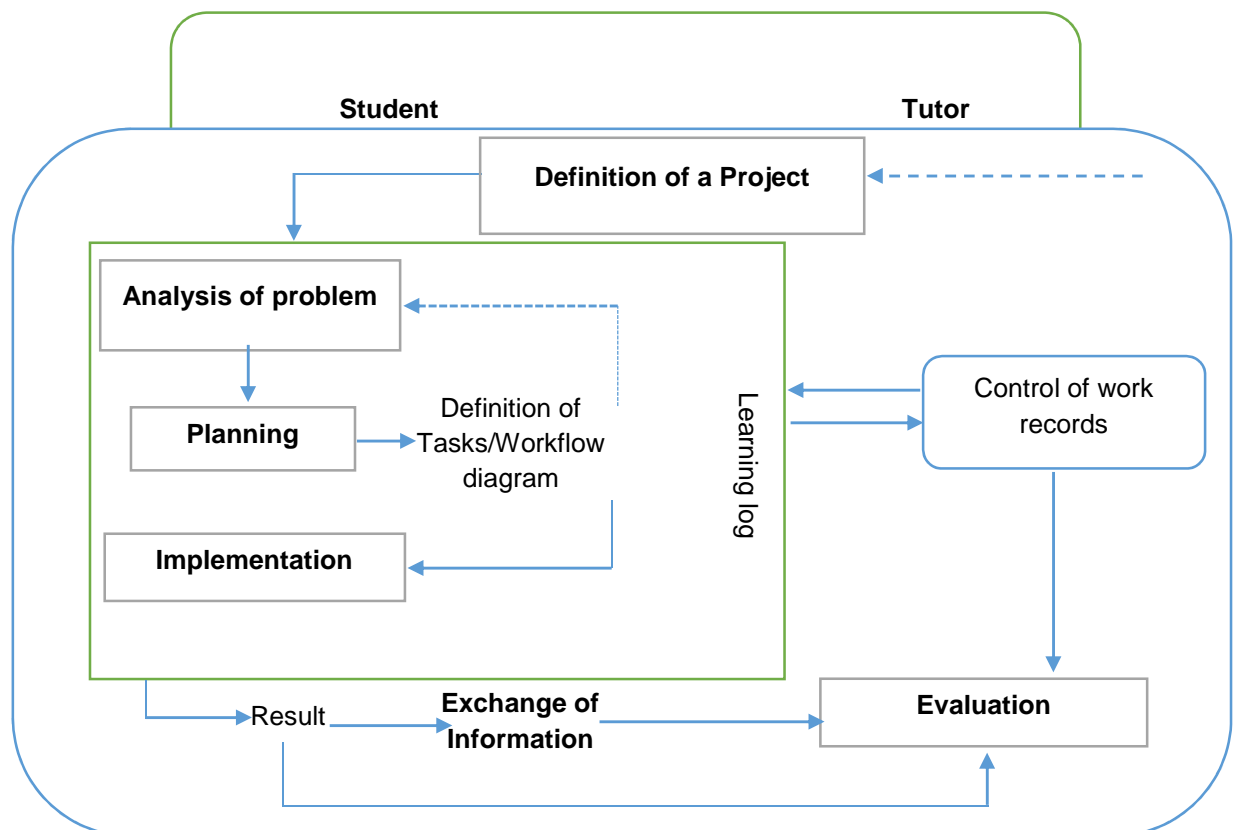 Student
Tutor
Definition of a Project
Analysis of problem
Planning
Definition of
Tasks/Workflow
diagram
Implementation
Learning log
Control of work
records
Result
Exchange of
Information
Evaluation